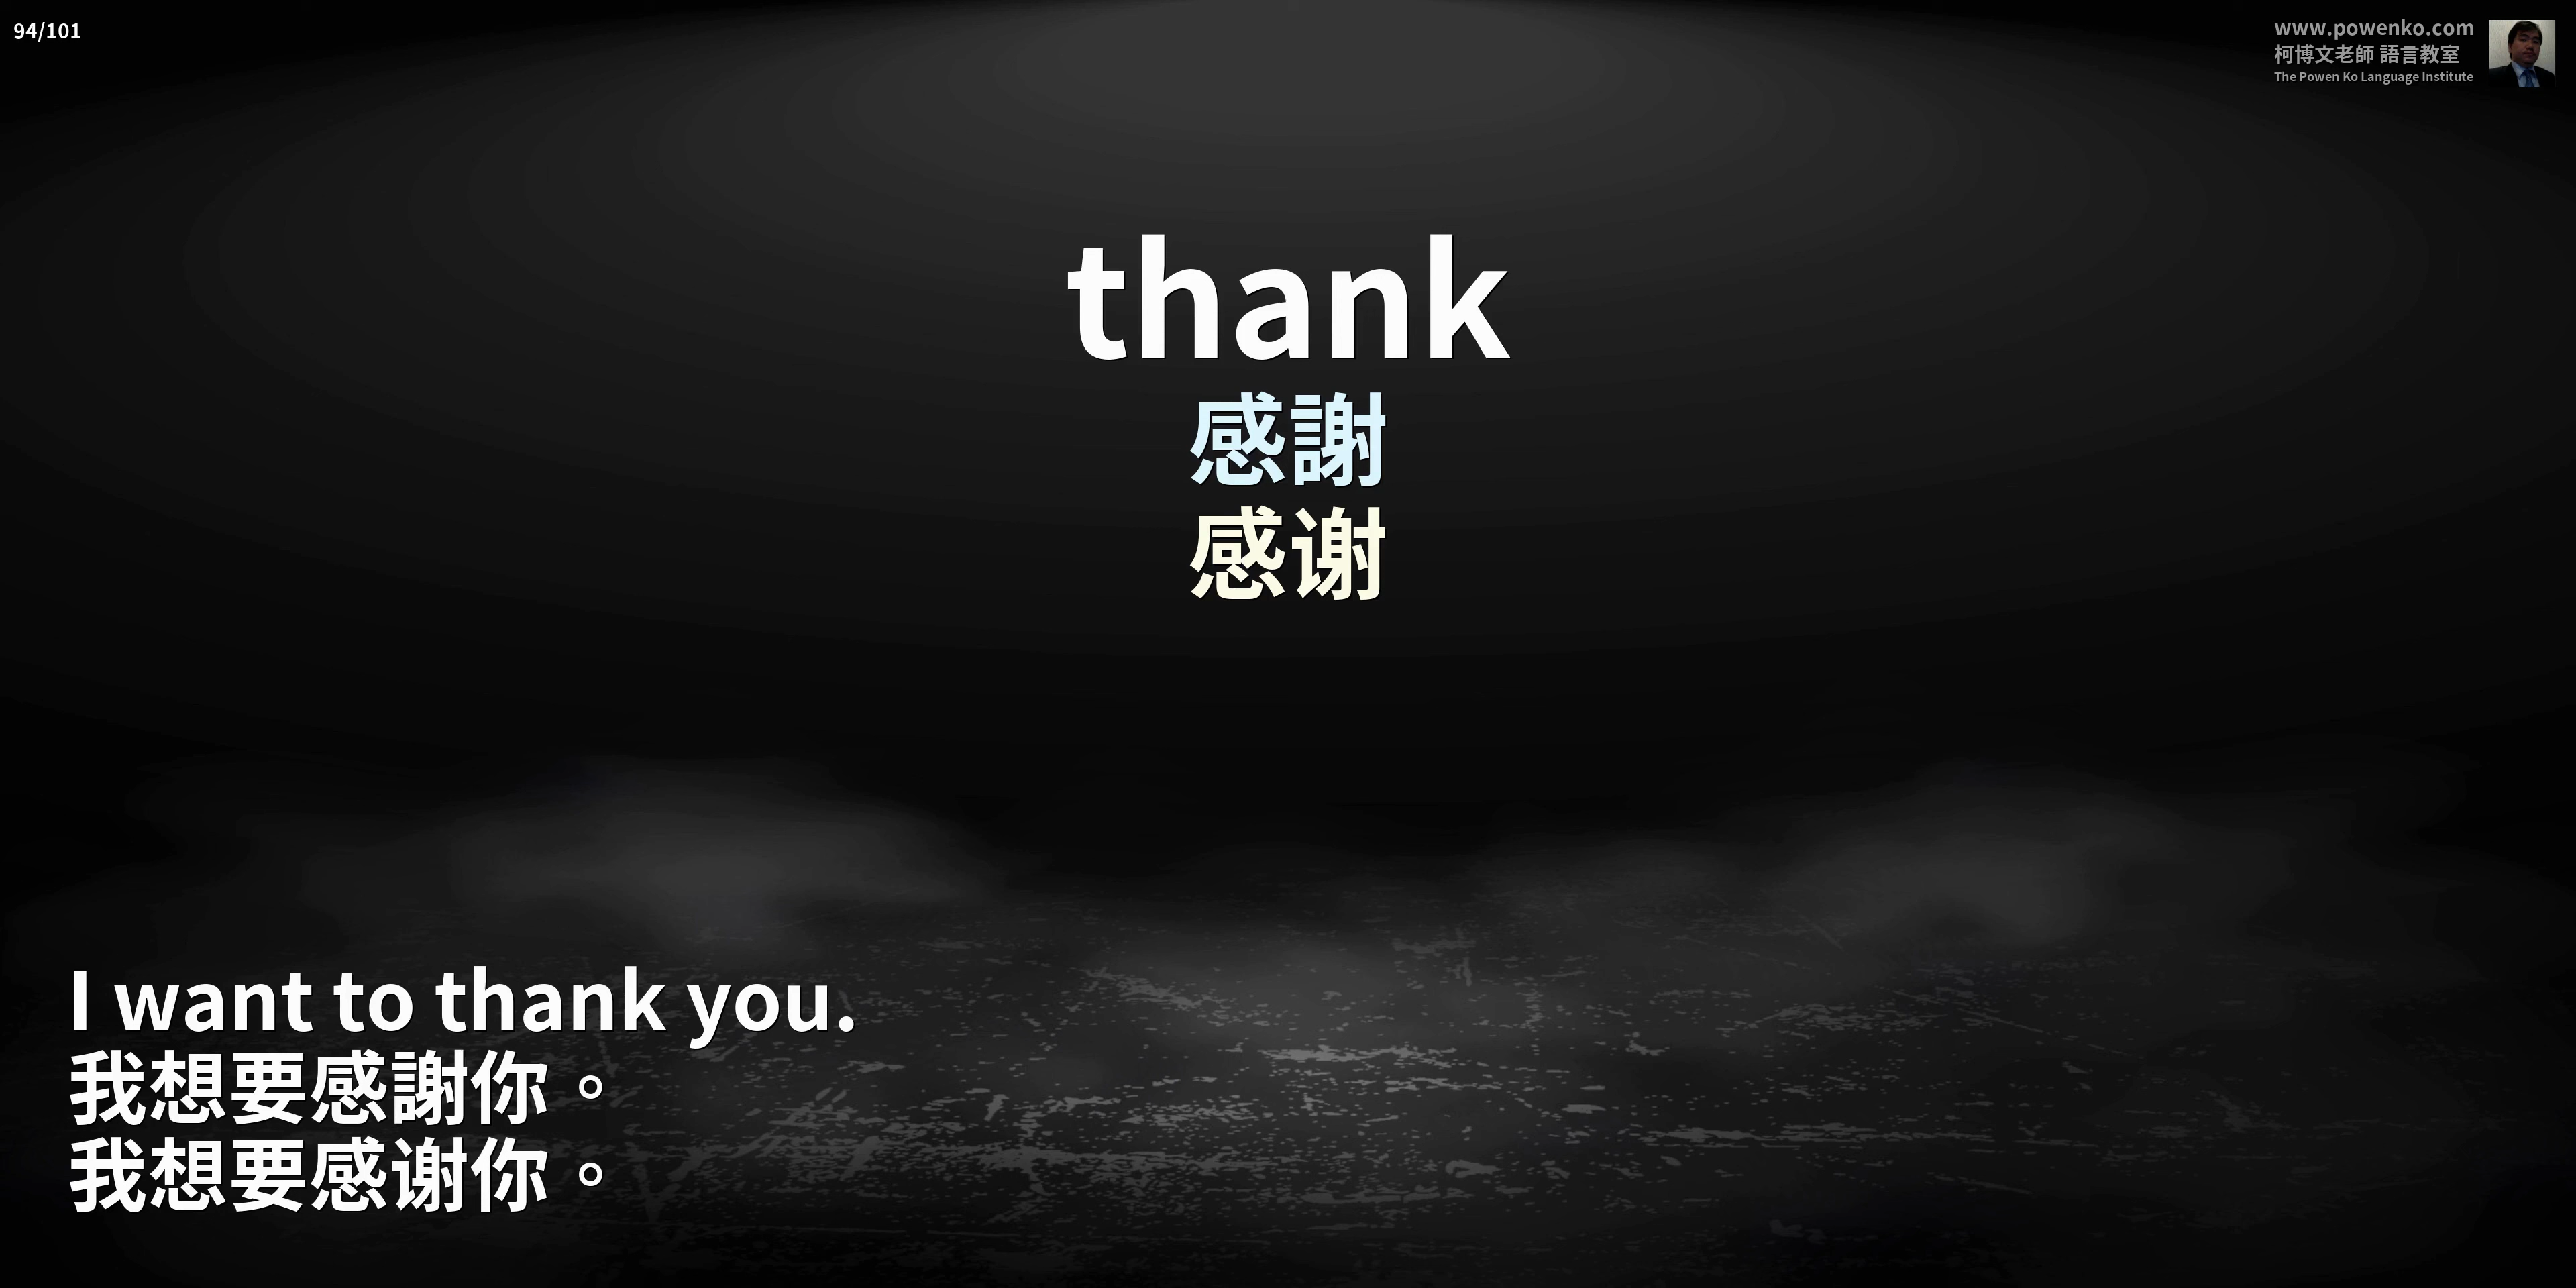 94/101
www.powenko.com
柯博文老師 語言教室
The Powen Ko Language Institute
thank
感謝
感谢
I want to thank you.
我想要感謝你。
我想要感谢你。